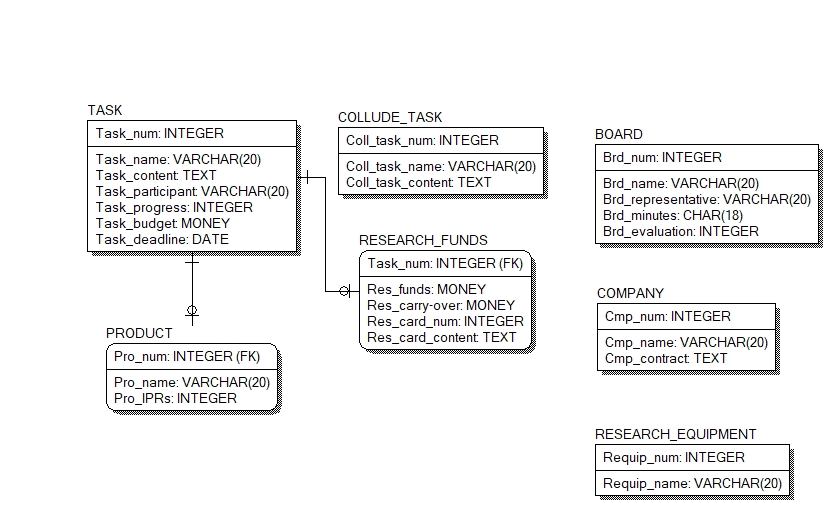 TASK
Task_num: INTEGER
Task_name: VARCHAR(20)
Task_content: TEXT
Task_participant: VARCHAR(20)
Task_progress: INTEGER
Task_budget: MONEY
Task_deadline: DATE
COLLUDE_TASK
Coll_task_num: INTEGER
Coll_task_name: VARCHAR(20)
Coll_task_content: TEXT
BOARD
Brd_num: INTEGER
Brd_name: VARCHAR(20)
Brd_representative: VARCHAR(20)
Brd_minutes: CHAR(18)
Brd_evaluation: INTEGER
RESEARCH_FUNDS
Task_num: INTEGER (FK)
Res_funds: MONEY
Res_carry-over: MONEY
Res_card_num: INTEGER
Res_card_content: TEXT
COMPANY
Cmp_num: INTEGER
Cmp_name: VARCHAR(20)
Cmp_contract: TEXT
PRODUCT
Pro_num: INTEGER (FK)
Pro_name: VARCHAR(20)
Pro_IPRs: INTEGER
RESEARCH_EQUIPMENT
Requip_num: INTEGER
Requip_name: VARCHAR(20)